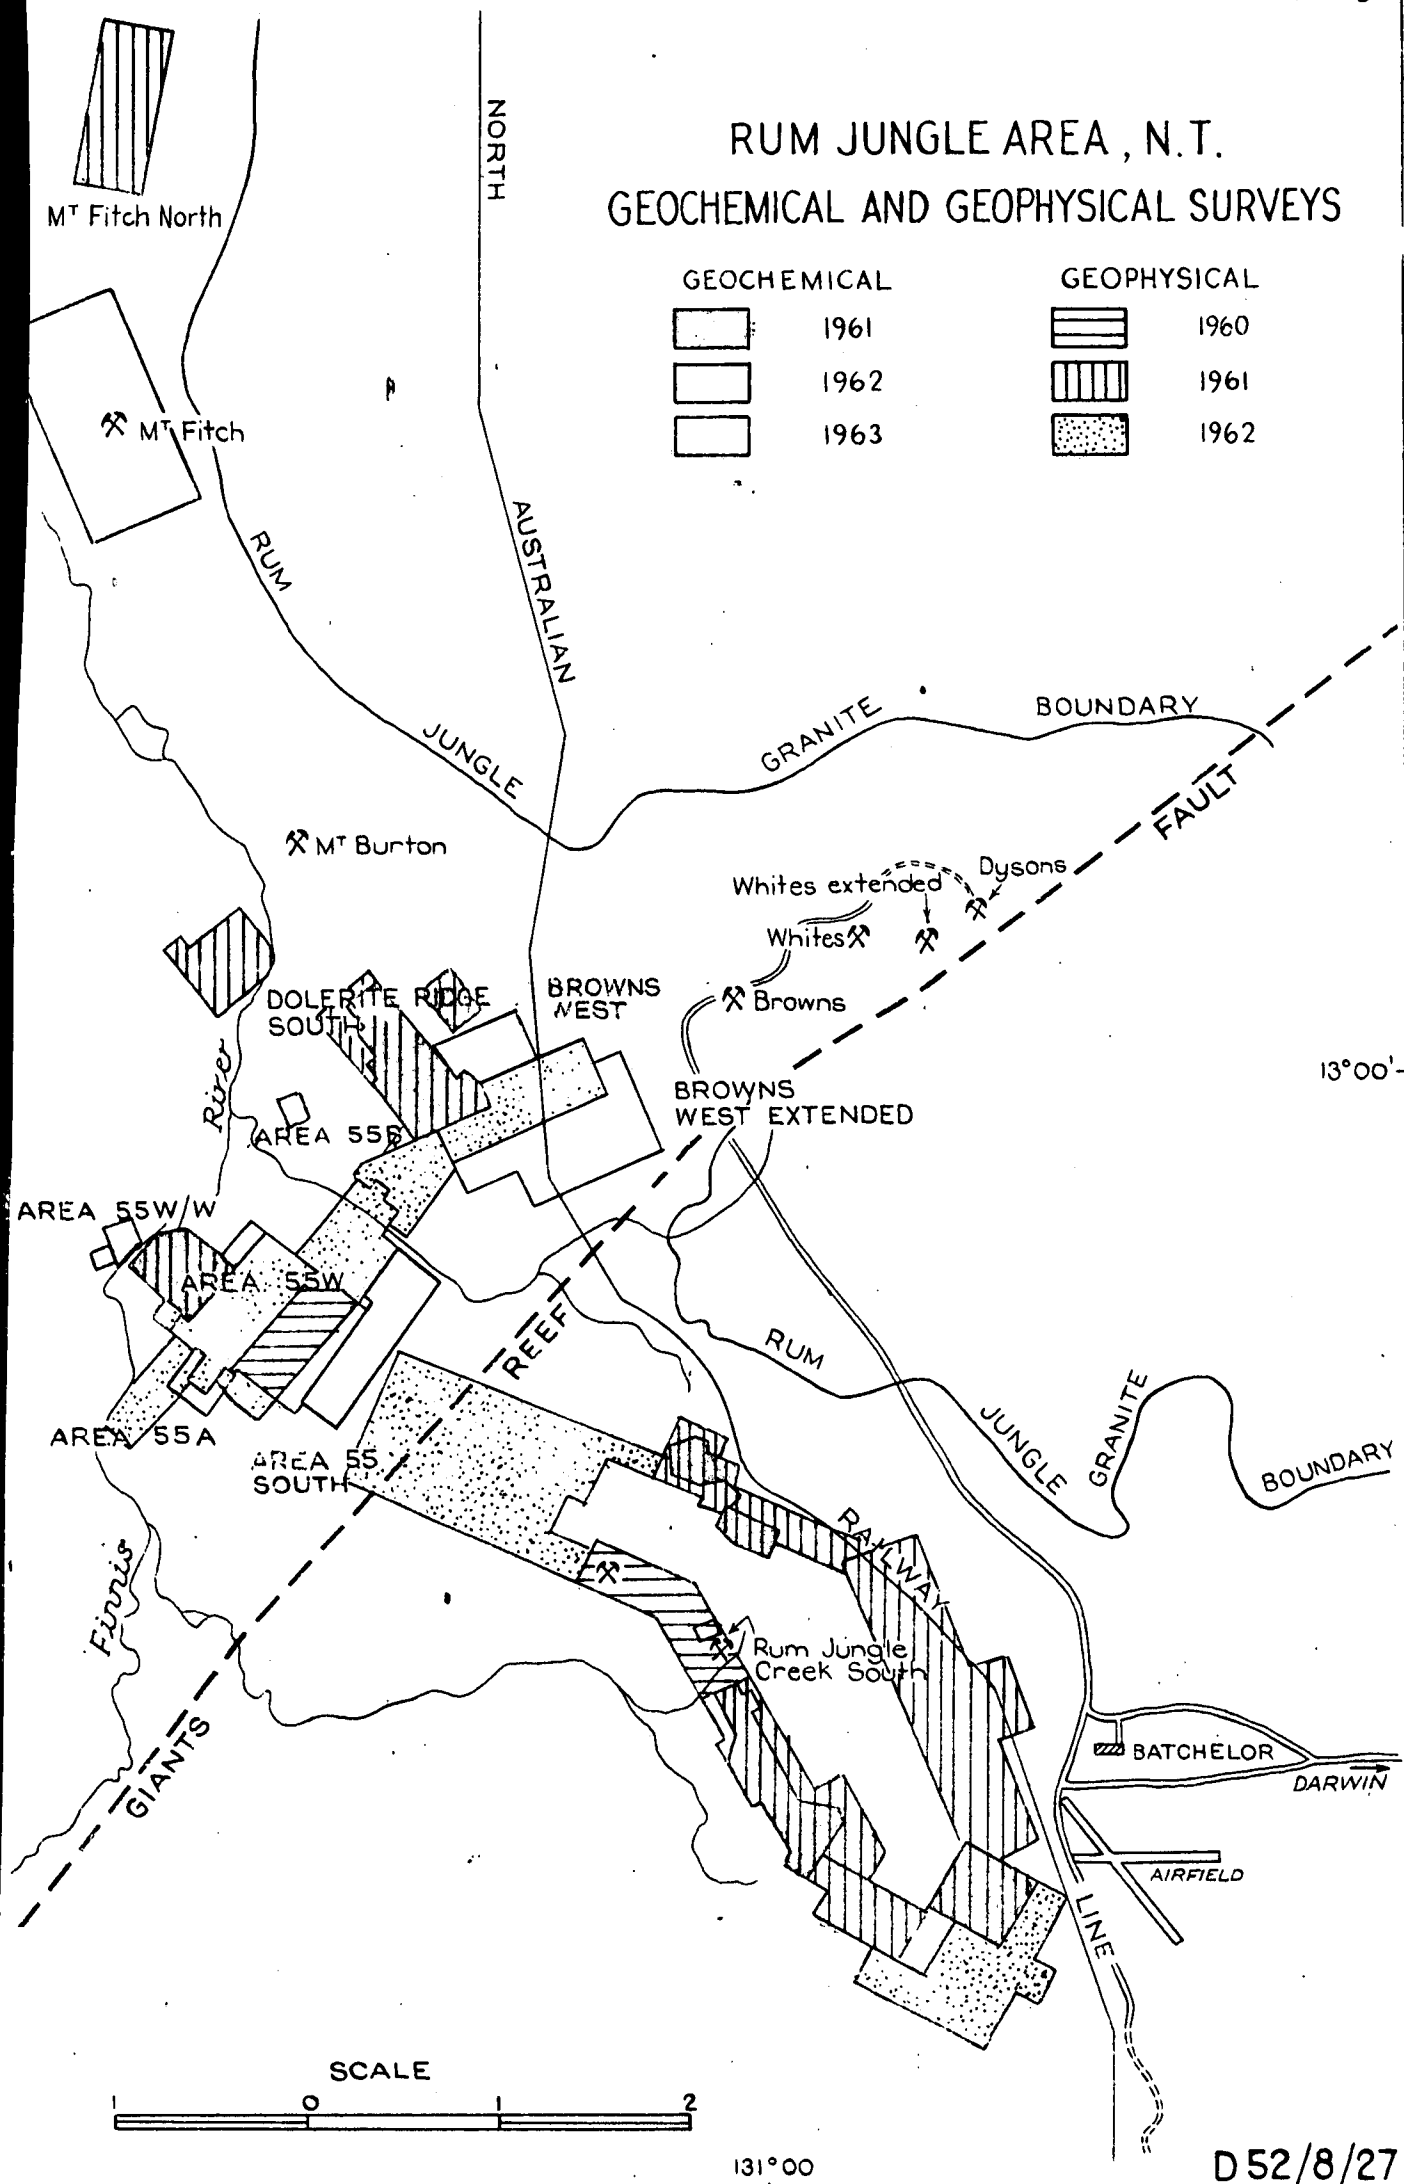 RUM JUNGLE AREA, N.T.
GEOCHEMICAL AND GEOPHYSICAL SURVEYS
GEOCHEMICAL
1961
1962
1963
GEOPHYSICAL
1960
1961
1962
NORTH
AUSTRALIAN
RAILWAY
LINE
Mᵀ Fitch North
Mᵀ Fitch
RUM
JUNGLE
GRANITE
BOUNDARY
FAULT
REEF
GIANTS
Mᵀ Burton
Whites extended
Dysons
Whites
Browns
DOLERITE RIDGE
SOUTH
BROWNS
WEST
13°00'
BROWNS
WEST EXTENDED
River
AREA 55E
AREA 55W/W
AREA 55W
AREA 55A
AREA 55
SOUTH
RUM
JUNGLE
GRANITE
BOUNDARY
Finnis
Rum Jungle
Creek South
BATCHELOR
DARWIN
AIRFIELD
SCALE
1 0 1 2
131°00
D52/8/27